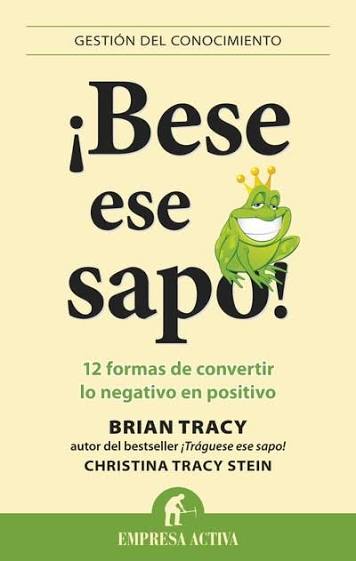 GESTIÓN DEL CONOCIMIENTO
¡Bese
ese
sapo!
12 formas de convertir
lo negativo en positivo
BRIAN TRACY
autor del bestseller ¡Tráguese ese sapo!
CHRISTINA TRACY STEIN
EMPRESA ACTIVA